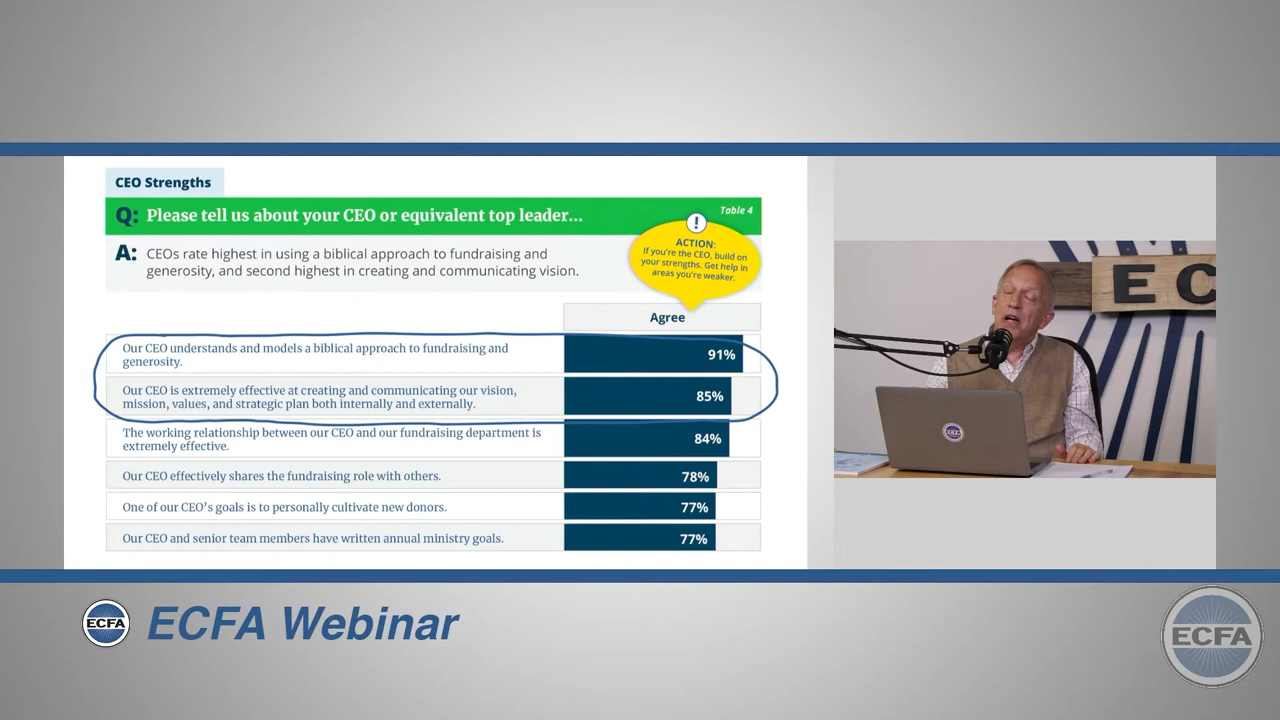 CEO Strengths
Q: Please tell us about your CEO or equivalent top leader...
Table 4
A: CEOs rate highest in using a biblical approach to fundraising and
generosity, and second highest in creating and communicating vision.
!
ACTION:
If you're the CEO, build on
your strengths. Get help in
areas you're weaker.
Agree
Our CEO understands and models a biblical approach to fundraising and
generosity.
91%
Our CEO is extremely effective at creating and communicating our vision,
mission, values, and strategic plan both internally and externally.
85%
The working relationship between our CEO and our fundraising department is
extremely effective.
84%
Our CEO effectively shares the fundraising role with others.
78%
One of our CEO's goals is to personally cultivate new donors.
77%
Our CEO and senior team members have written annual ministry goals.
77%
E C
ECFA
ECFA Webinar
ECFA